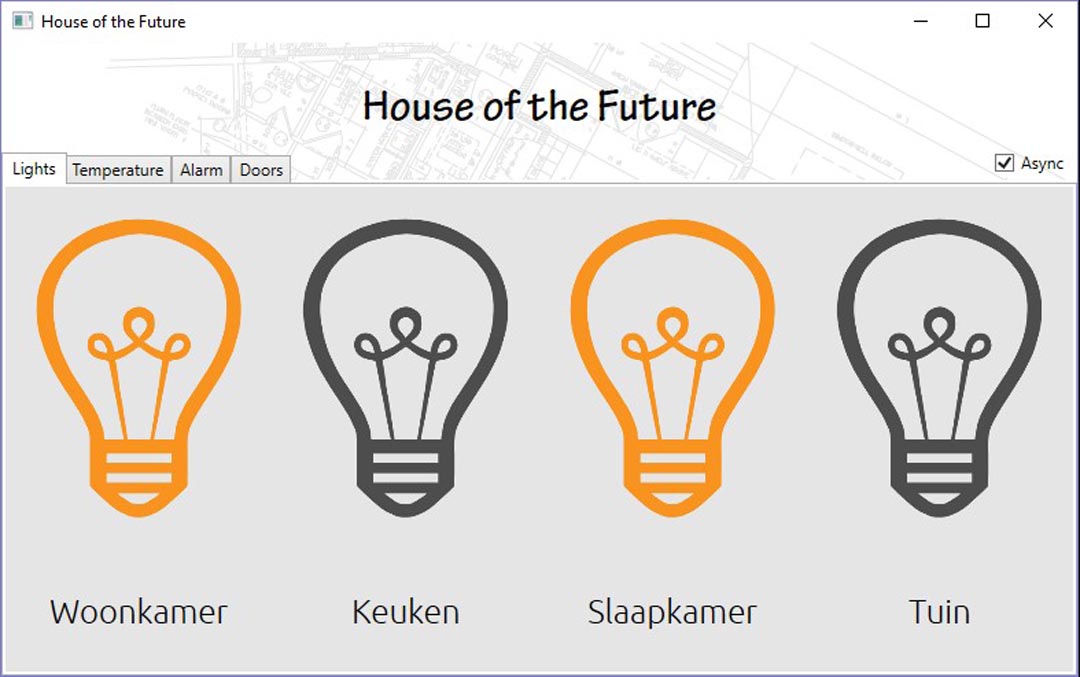 House of the Future
House of the Future
Lights Temperature Alarm Doors Async
Woonkamer Keuken Slaapkamer Tuin